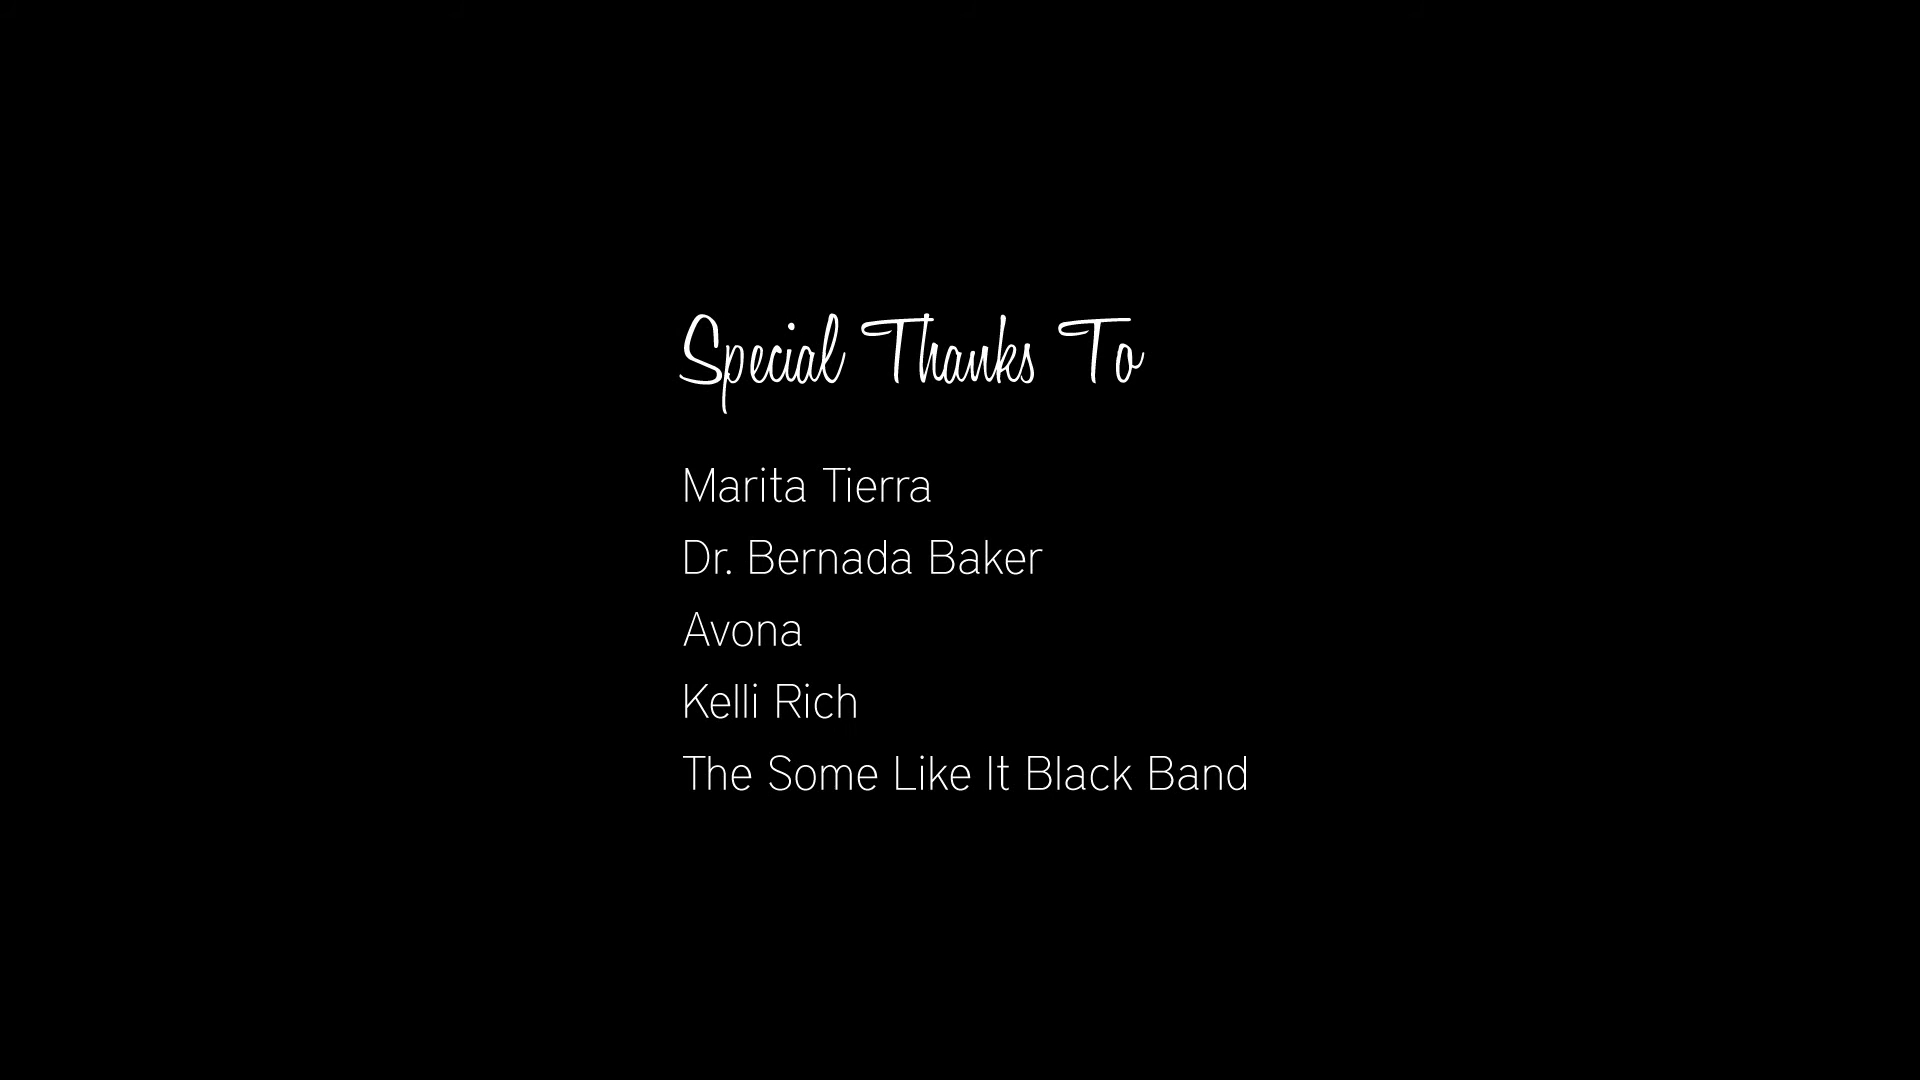 Special Thanks To
Marita Tierra
Dr. Bernada Baker
Avona
Kelli Rich
The Some Like It Black Band